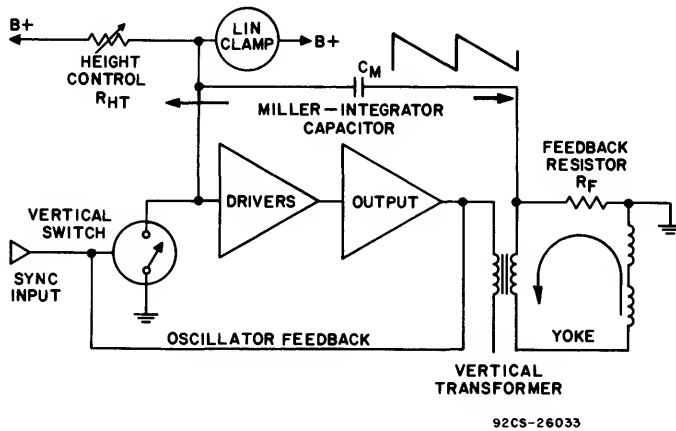 B+
LIN
CLAMP
B+
HEIGHT
CONTROL
RHT
CM
MILLER–INTEGRATOR
CAPACITOR
FEEDBACK
RESISTOR
RF
VERTICAL
SWITCH
DRIVERS
OUTPUT
SYNC
INPUT
OSCILLATOR FEEDBACK
YOKE
VERTICAL
TRANSFORMER
92CS-26033